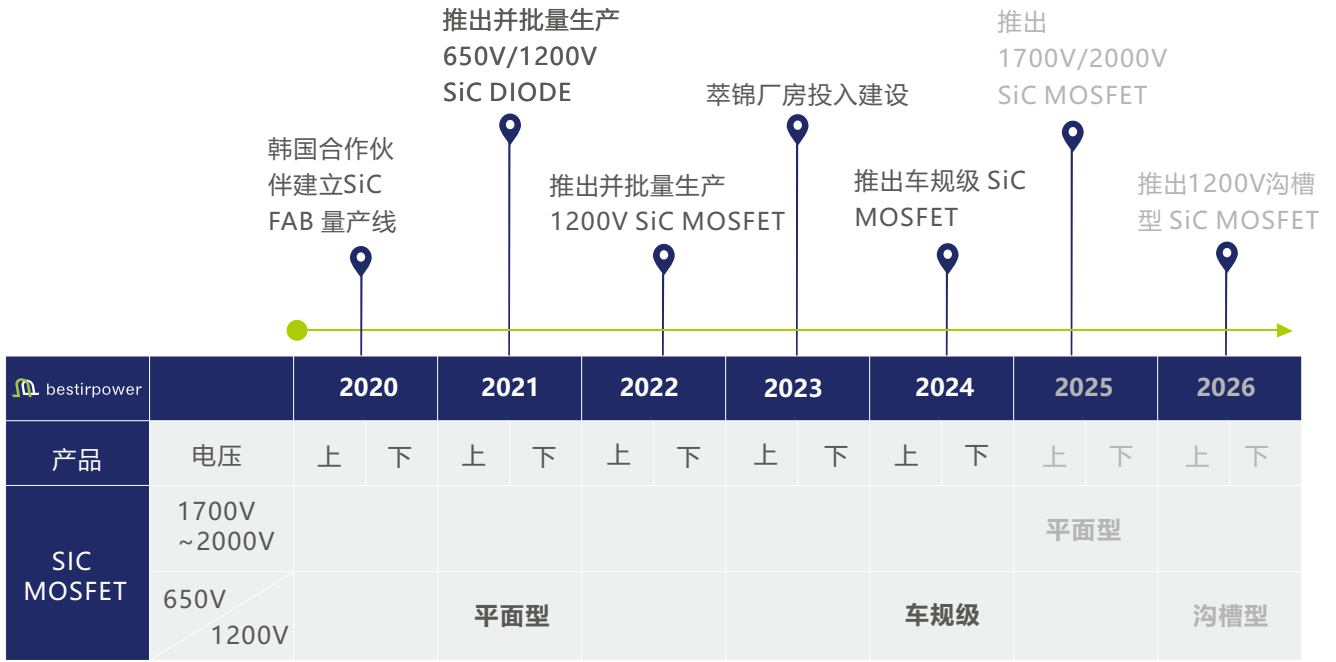 推出并批量生产
650V/1200V
SiC DIODE
推出
1700V/2000V
SiC MOSFET
萃锦厂房投入建设
韩国合作伙
伴建立SiC
FAB 量产线
推出并批量生产
1200V SiC MOSFET
推出车规级 SiC
MOSFET
推出1200V沟槽
型 SiC MOSFET
bestirpower 2020 2021 2022 2023 2024 2025 2026
产品 电压 上 下 上 下 上 下 上 下 上 下 上 下 上 下
SIC
MOSFET
1700V
~2000V
平面型
650V
1200V
平面型 车规级 沟槽型